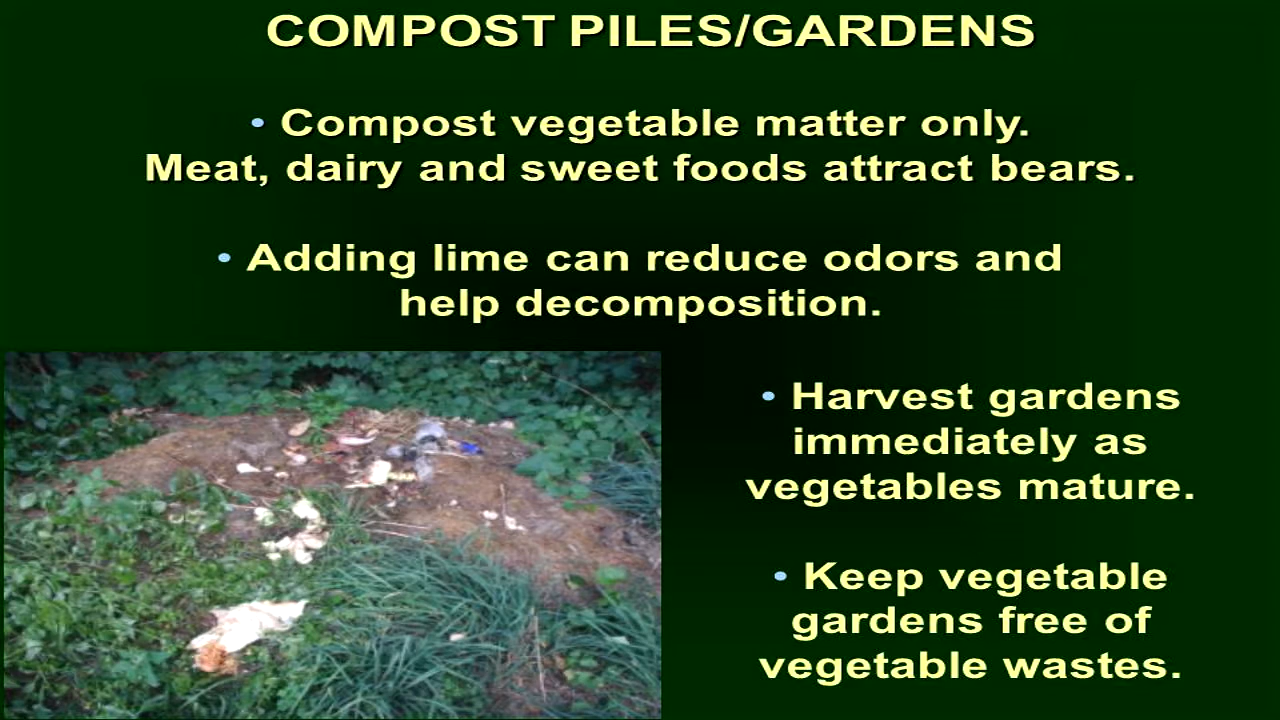 COMPOST PILES/GARDENS
• Compost vegetable matter only.
Meat, dairy and sweet foods attract bears.
• Adding lime can reduce odors and
help decomposition.
• Harvest gardens
immediately as
vegetables mature.
• Keep vegetable
gardens free of
vegetable wastes.